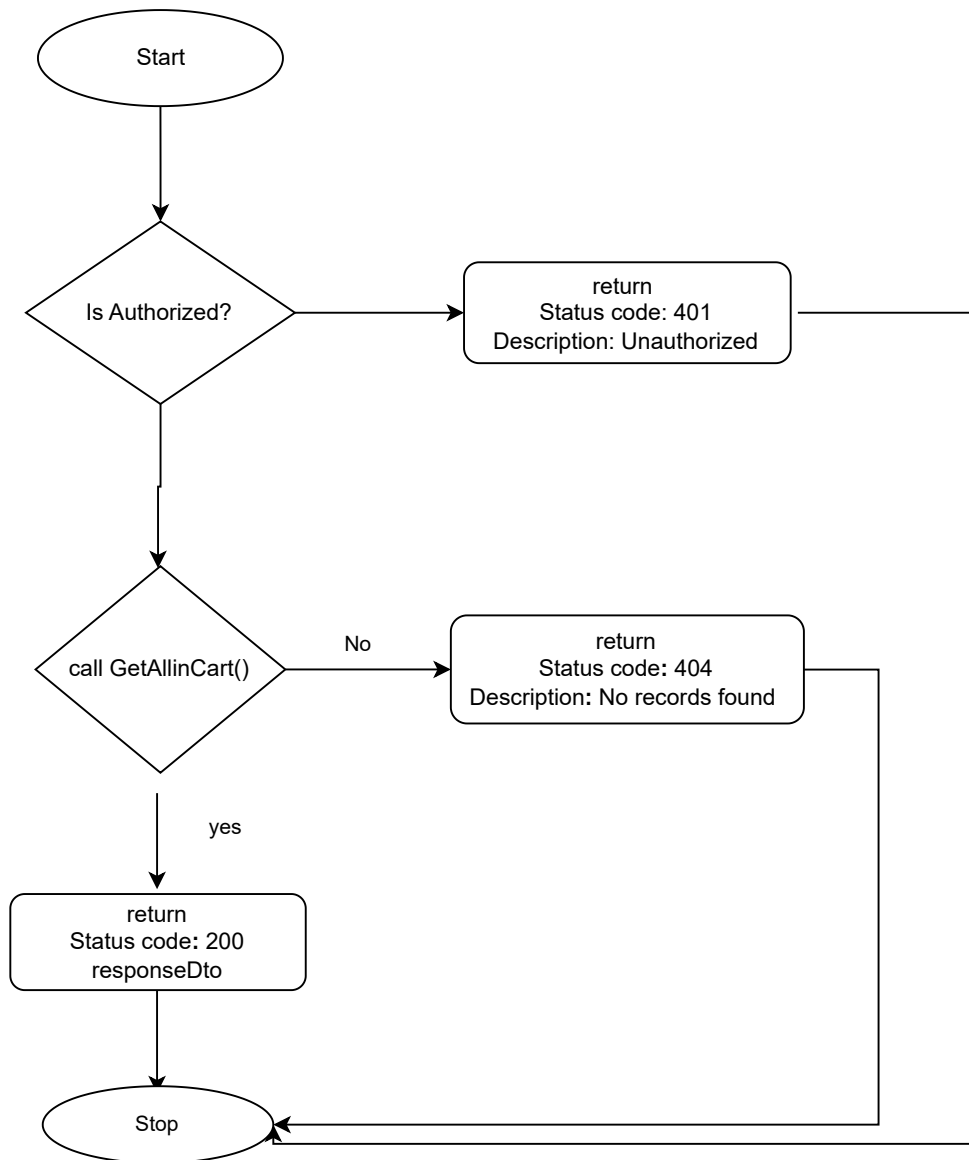 Start
Is Authorized?
return
Status code: 401
Description: Unauthorized
call GetAllinCart()
No
return
Status code: 404
Description: No records found
yes
return
Status code: 200
responseDto
Stop